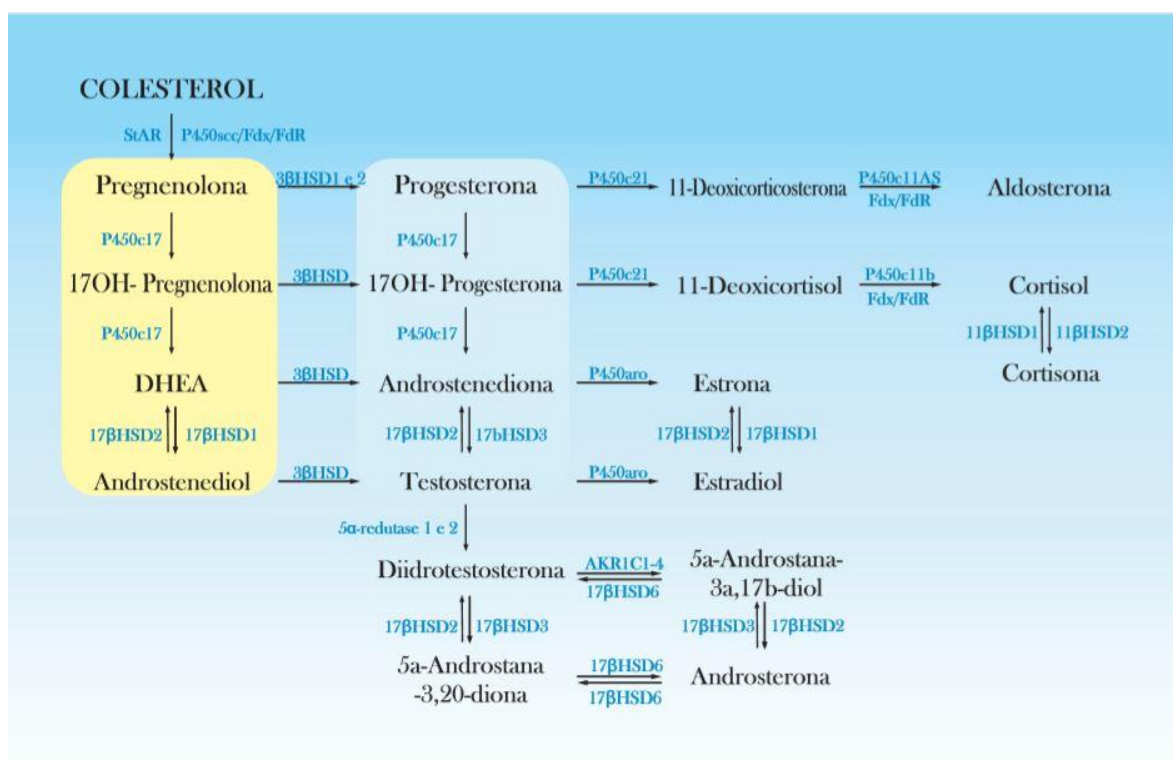 COLESTEROL
StAR P450scc/Fdx/FdR
Pregnenolona 3βHSD1 e 2 Progesterona P450c21 11-Deoxicorticosterona P450c11AS Aldosterona
Fdx/FdR
P450c17 P450c17
17OH- Pregnenolona 3βHSD 17OH- Progesterona P450c21 11-Deoxicortisol P450c11b Cortisol
Fdx/FdR
P450c17 P450c17 11βHSD1 11βHSD2
DHEA 3βHSD Androstenediona P450aro Estrona Cortisona
17βHSD2 17βHSD1 17βHSD2 17bHSD3 17βHSD2 17βHSD1
Androstenediol 3βHSD Testosterona P450aro Estradiol
5α-redutase 1 e 2
Diidrotestosterona AKR1C1-4 5a-Androstana-
17βHSD6 3a,17b-diol
17βHSD2 17βHSD3 17βHSD3 17βHSD2
5a-Androstana 17βHSD6 Androsterona
-3,20-diona 17βHSD6